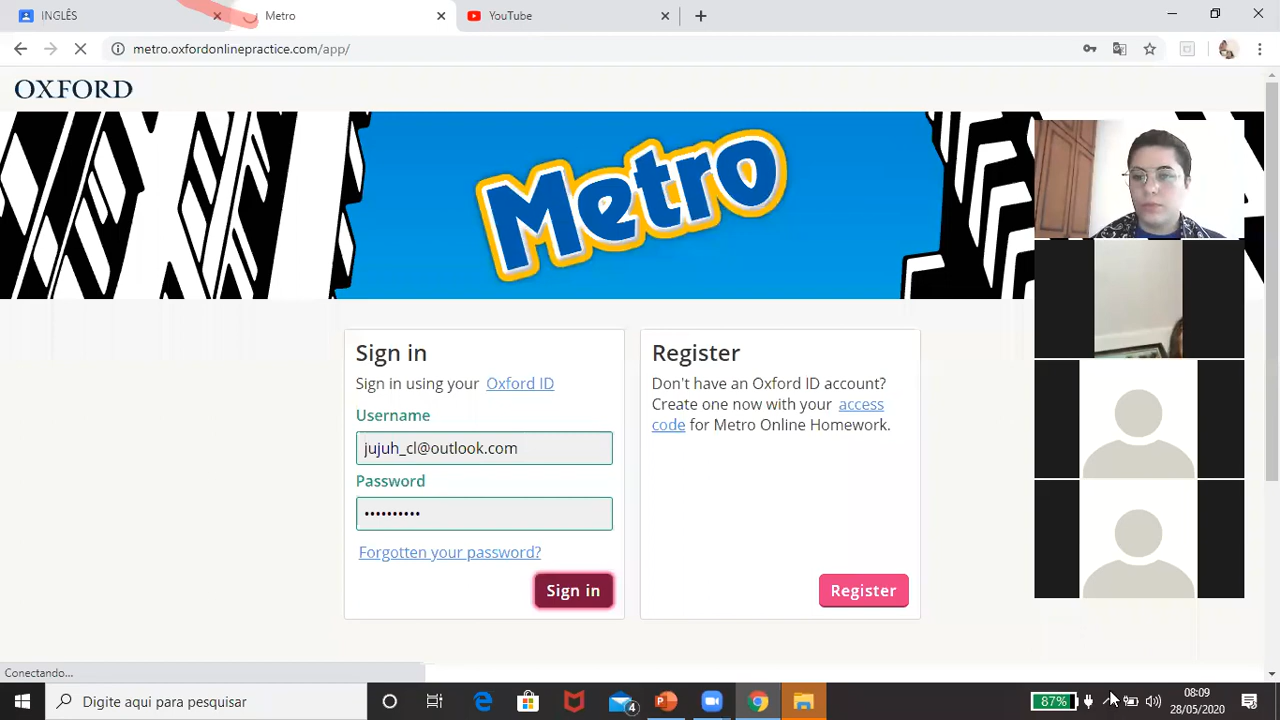 INGLÊS
Metro
YouTube
metro.oxfordonlinepractice.com/app/
OXFORD
Metro
Sign in
Sign in using your Oxford ID
Username
jujuh_cl@outlook.com
Password
••••••••••
Forgotten your password?
Sign in
Register
Don't have an Oxford ID account?
Create one now with your access
code for Metro Online Homework.
Register
Conectando...
Digite aqui para pesquisar
4
87%
08:09
28/05/2020